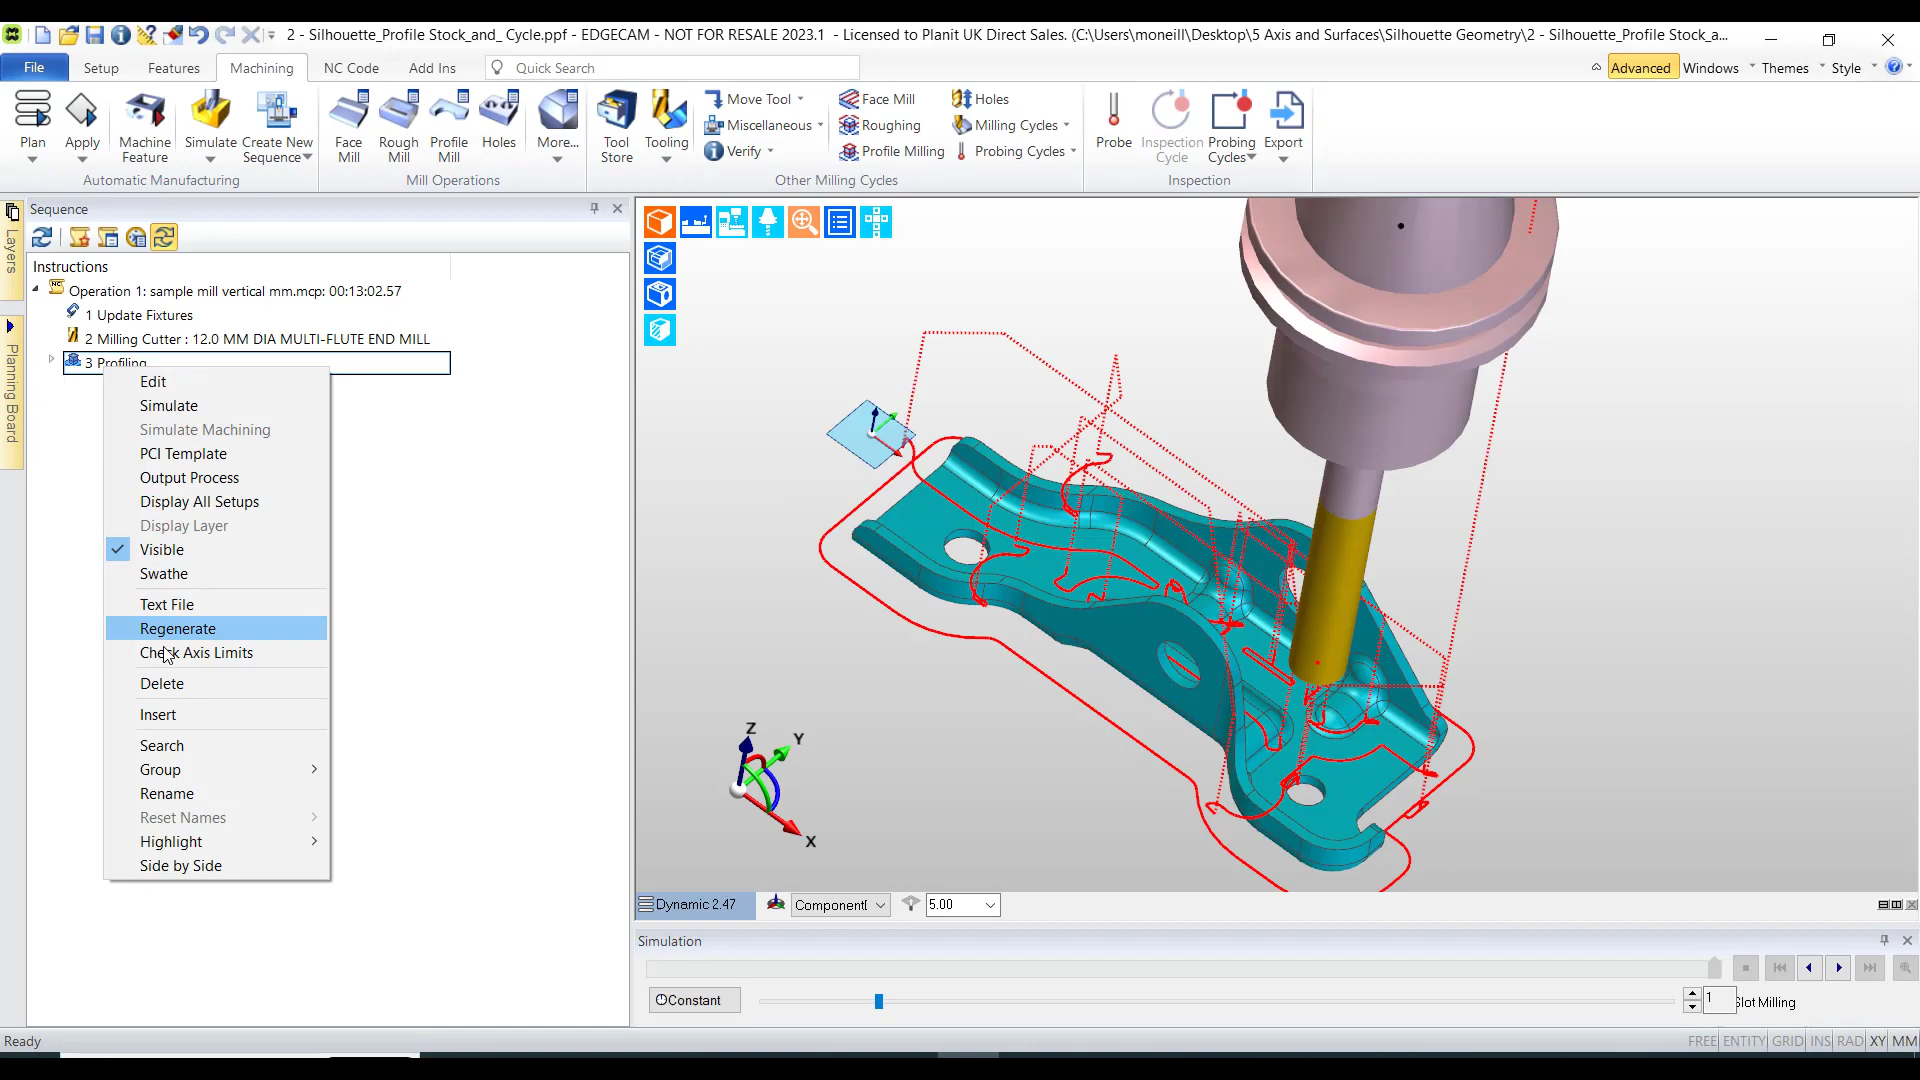 2 - Silhouette_Profile Stock_and_ Cycle.ppf - EDGECAM - NOT FOR RESALE 2023.1 - Licensed to Planit UK Direct Sales. (C:\Users\moneill\Desktop\5 Axis and Surfaces\Silhouette Geometry\2 - Silhouette_Profile Stock_a...
File Setup Features Machining NC Code Add Ins Quick Search Advanced Windows Themes Style
Plan Apply Machine Feature Simulate Create New Sequence
Automatic Manufacturing
Face Mill Rough Mill Profile Mill Holes More...
Mill Operations
Tool Store Tooling
Move Tool Face Mill Holes
Miscellaneous Roughing Milling Cycles
Verify Profile Milling Probing Cycles
Other Milling Cycles
Probe Inspection Cycle Probing Cycles Export
Inspection
Layers
Planning Board
Sequence
Instructions
Operation 1: sample mill vertical mm.mcp: 00:13:02.57
1 Update Fixtures
2 Milling Cutter : 12.0 MM DIA MULTI-FLUTE END MILL
3 Profiling
Edit
Simulate
Simulate Machining
PCI Template
Output Process
Display All Setups
Display Layer
Visible
Swathe
Text File
Regenerate
Check Axis Limits
Delete
Insert
Search
Group
Rename
Reset Names
Highlight
Side by Side
Z
Y
X
Dynamic 2.47 Component( 5.00
Simulation
Constant 1 Slot Milling
Ready FREE ENTITY GRID INS RAD XY MM